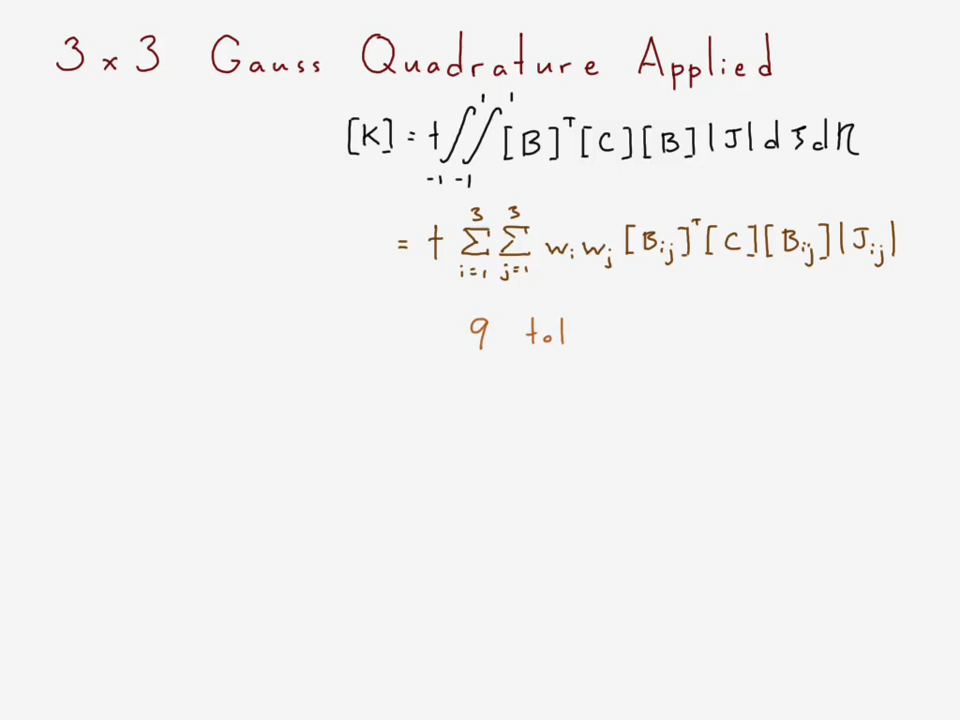 3 × 3 Gauss Quadrature Applied
[K] = t ∫₋₁¹ ∫₋₁¹ [B]ᵀ [C] [B] |J| dξ dη
= t Σᵢ₌₁³ Σⱼ₌₁³ wᵢ wⱼ [Bᵢⱼ]ᵀ [C] [Bᵢⱼ] |Jᵢⱼ|
9 tol